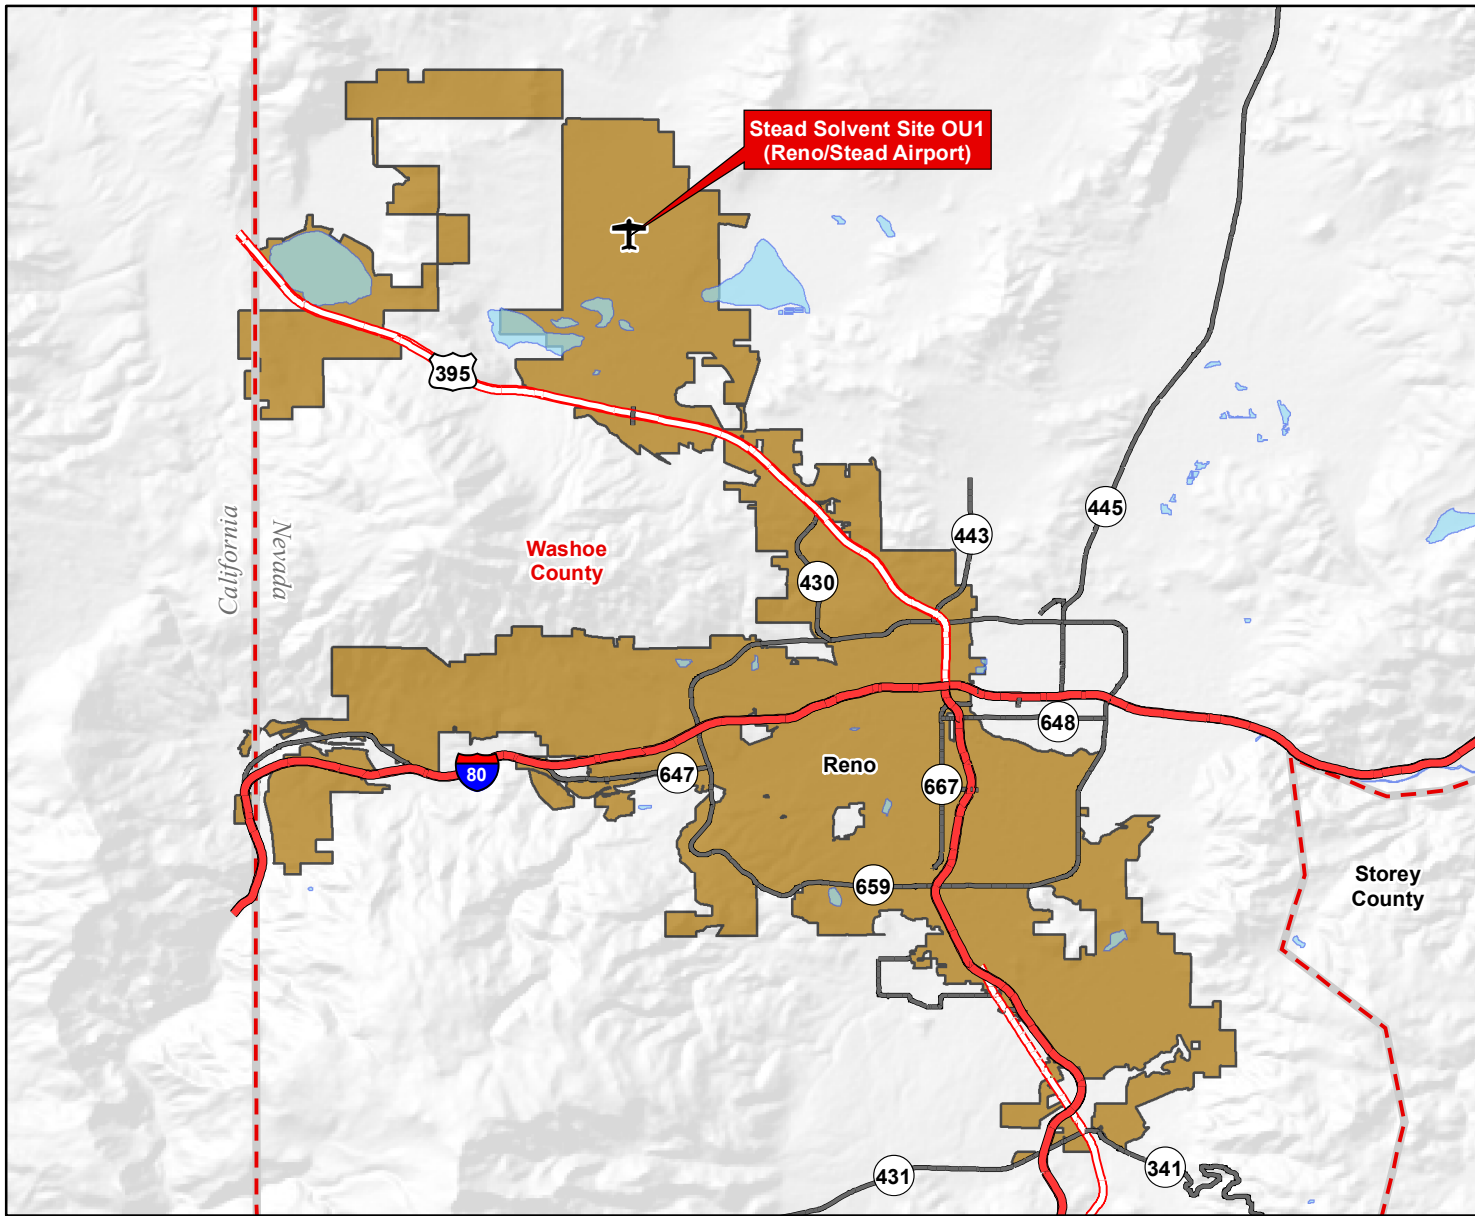 Stead Solvent Site OU1
(Reno/Stead Airport)
395
California
Nevada
Washoe
County
443
445
430
648
Reno
80
647
667
659
Storey
County
431
341